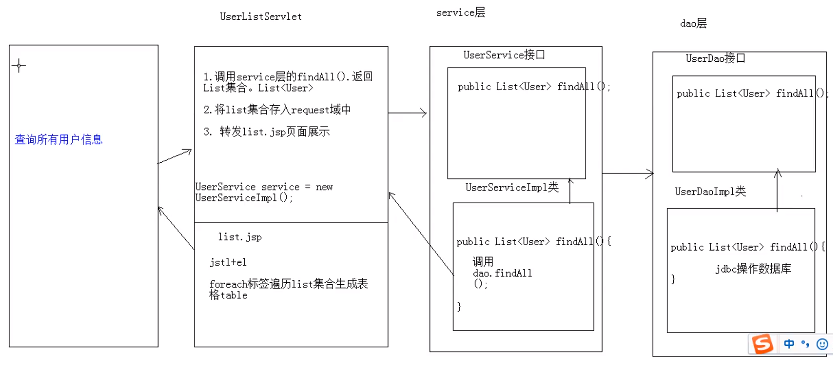 UserListServlet
service层
dao层
查询所有用户信息
1.调用service层的findAll().返回
List集合。List<User>
2.将list集合存入request域中
3. 转发list.jsp页面展示
UserService service = new
UserServiceImpl();
list.jsp
jstl+el
foreach标签遍历list集合生成表
格table
UserService接口
public List<User> findAll();
UserServiceImpl类
public List<User> findAll(){
调用
dao.findAll
();
}
UserDao接口
public List<User> findAll();
UserDaoImpl类
public List<User> findAll(){
jdbc操作数据库
}
S 中